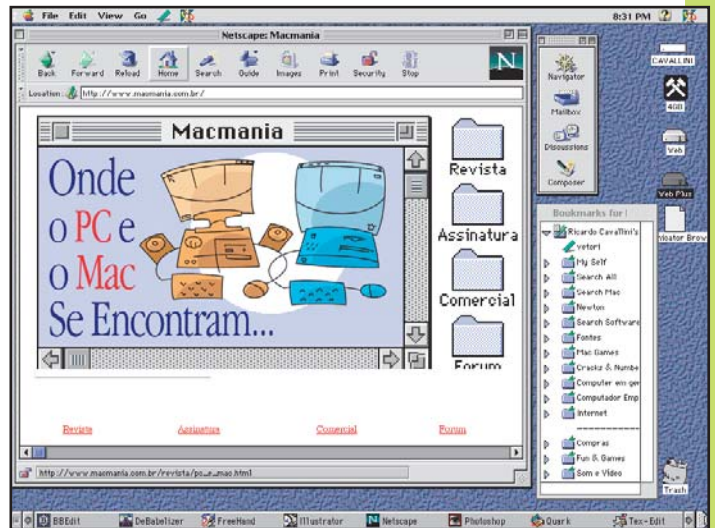 File Edit View Go
8:31 PM
Netscape: Macmania
Back Forward Reload Home Search Guide Images Print Security Stop
N
Location: http://www.macmania.com.br/
Macmania
Onde
o PC e
o Mac
Se Encontram...
Revista
Assinatura
Comercial
Forum
Revista Assinatura Comercial Forum
http://www.macmania.com.br/revista/pc_e_mac.html
Navigator
Mailbox
Discussions
Composer
CAVALLINI
4GB
Web
Web Plus
Bookmarks for
Ricardo Cavallini's
vetori
My Self
Search All
Search Mac
Newton
Search Software
Fontes
Mac Games
Cracks & Numbe
Computer em ger
Computador Emp
Internet
Compras
Fun & Games
Som e Vídeo
Trash
BBEdit DeBabelizer FreeHand Illustrator Netscape Photoshop Quark Tex-Edit